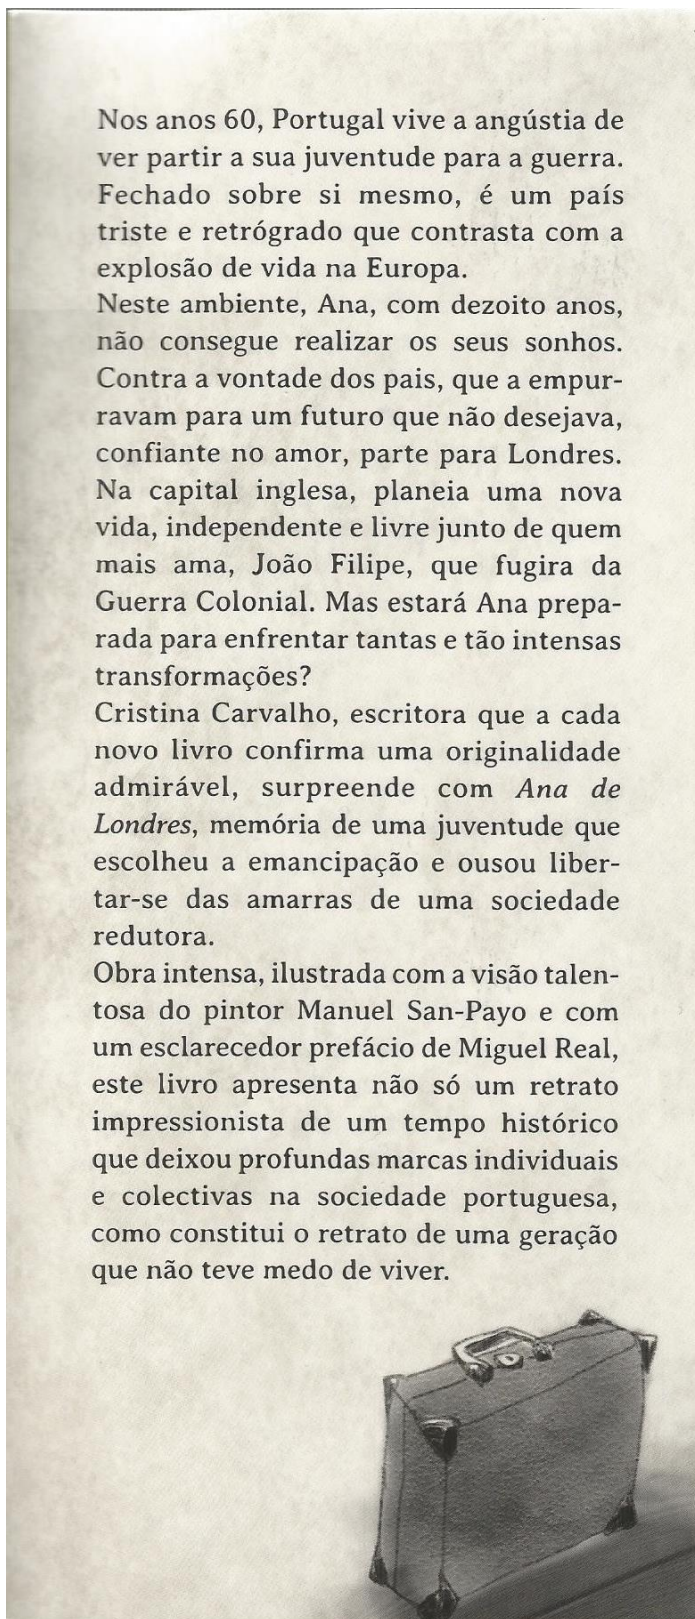 Nos anos 60, Portugal vive a angústia de
ver partir a sua juventude para a guerra.
Fechado sobre si mesmo, é um país
triste e retrógrado que contrasta com a
explosão de vida na Europa.
Neste ambiente, Ana, com dezoito anos,
não consegue realizar os seus sonhos.
Contra a vontade dos pais, que a empur-
ravam para um futuro que não desejava,
confiante no amor, parte para Londres.
Na capital inglesa, planeia uma nova
vida, independente e livre junto de quem
mais ama, João Filipe, que fugira da
Guerra Colonial. Mas estará Ana prepa-
rada para enfrentar tantas e tão intensas
transformações?
Cristina Carvalho, escritora que a cada
novo livro confirma uma originalidade
admirável, surpreende com Ana de
Londres, memória de uma juventude que
escolheu a emancipação e ousou liber-
tar-se das amarras de uma sociedade
redutora.
Obra intensa, ilustrada com a visão talen-
tosa do pintor Manuel San-Payo e com
um esclarecedor prefácio de Miguel Real,
este livro apresenta não só um retrato
impressionista de um tempo histórico
que deixou profundas marcas individuais
e colectivas na sociedade portuguesa,
como constitui o retrato de uma geração
que não teve medo de viver.